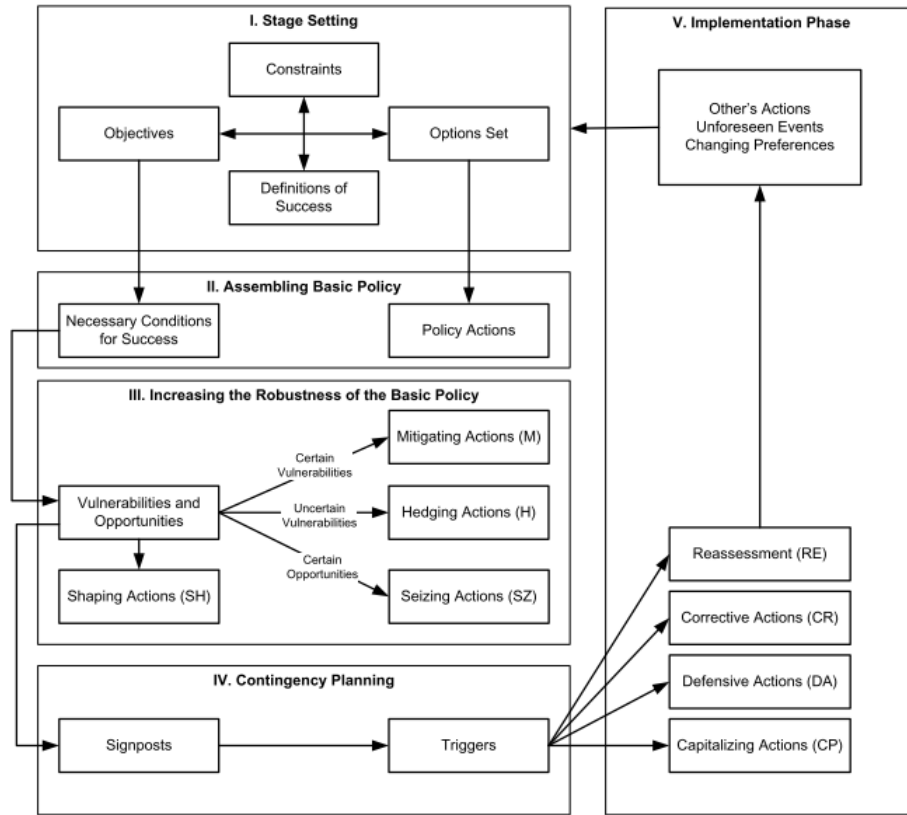 I. Stage Setting
Constraints
Objectives
Options Set
Definitions of
Success
II. Assembling Basic Policy
Necessary Conditions
for Success
Policy Actions
III. Increasing the Robustness of the Basic Policy
Mitigating Actions (M)
Certain
Vulnerabilities
Vulnerabilities and
Opportunities
Uncertain
Vulnerabilities
Hedging Actions (H)
Certain
Opportunities
Shaping Actions (SH)
Seizing Actions (SZ)
IV. Contingency Planning
Signposts
Triggers
V. Implementation Phase
Other's Actions
Unforeseen Events
Changing Preferences
Reassessment (RE)
Corrective Actions (CR)
Defensive Actions (DA)
Capitalizing Actions (CP)